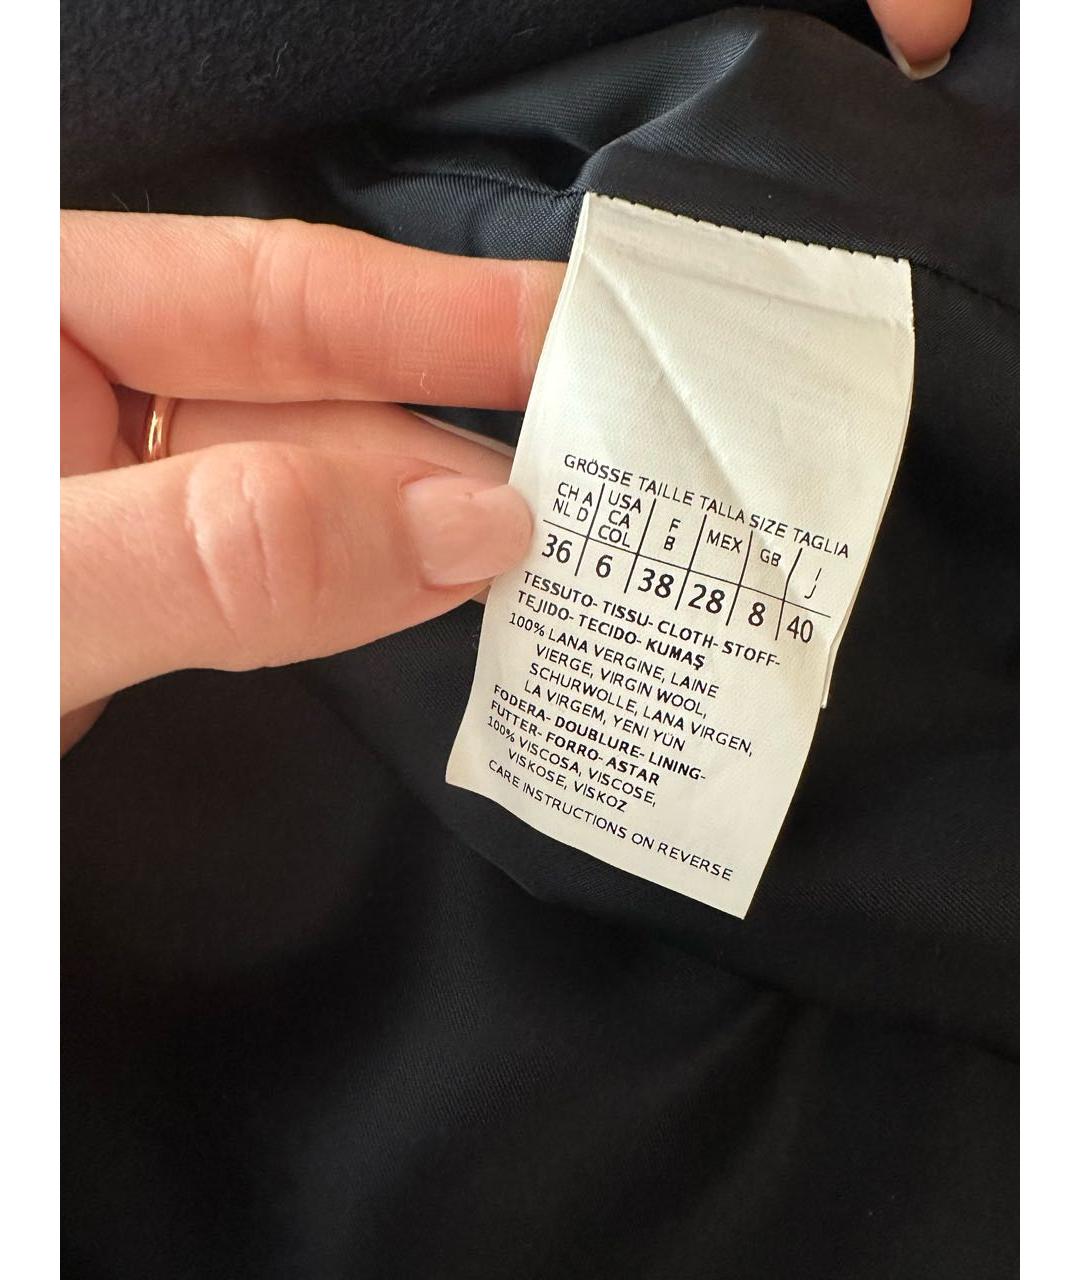 GRÖSSE TAILLE TALLA SIZE TAGLIA
CH A USA F MEX GB I
NL D CA B J
COL
36 6 38 28 8 40
TESSUTO- TISSU- CLOTH- STOFF-
TEJIDO- TECIDO- KUMAŞ
100% LANA VERGINE, LAINE
VIERGE, VIRGIN WOOL,
SCHURWOLLE, LANA VIRGEN,
LA VIRGEM, YENI YÜN
FODERA- DOUBLURE- LINING-
FUTTER- FORRO- ASTAR
100% VISCOSA, VISCOSE,
VISKOSE, VISKOZ
CARE INSTRUCTIONS ON REVERSE